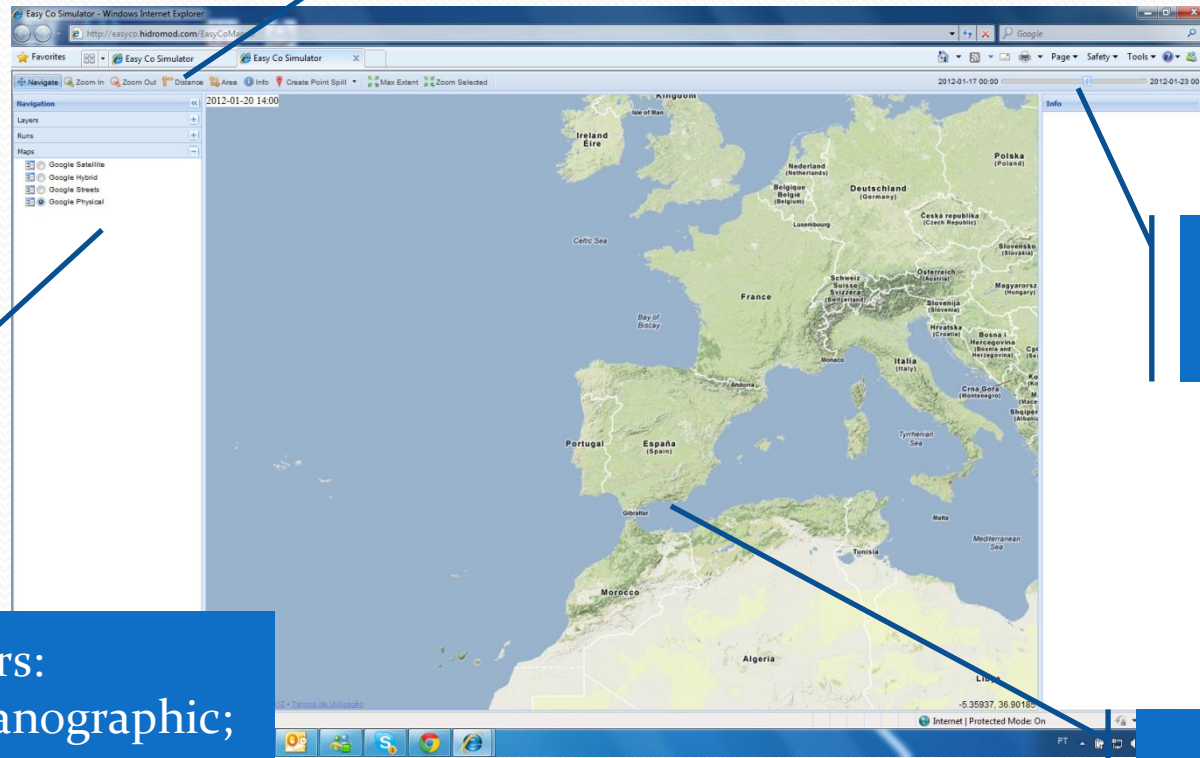 Easy Co Simulator - Windows Internet Explorer
http://easyco.hidromod.com/EasyCoMa
Google
Favorites
Easy Co Simulator
Easy Co Simulator
Page
Safety
Tools
Navigate Zoom In Zoom Out Distance Area Info Create Point Spill Max Extent Zoom Selected
2012-01-17 00:00
2012-01-23 00
Navigation
2012-01-20 14:00
Info
Layers
Runs
Maps
Google Satellite
Google Hybrid
Google Streets
Google Physical
Kingdom
Isle of Man
Ireland
Éire
Nederland
(Netherlands)
Polska
(Poland)
België
(Belgium)
Deutschland
(Germany)
Luxembourg
Česká republika
(Czech Republic)
Celtic Sea
Slovensko
(Slovakia)
France
Schweiz
Suisse
Svizzera
(Switzerland)
Österreich
(Austria)
Magyarorsz
(Hungary)
Slovenija
(Slovenia)
Hrvatska
(Croatia)
Bosna i
Hercegovina
(Bosnia and
Herzegovina)
Bay of
Biscay
Monaco
Italia
(Italy)
Andorra
Crna Gora
(Montenegro)
Shqipër
(Albania
Portugal
España
(Spain)
Tyrrhenian
Sea
Gibraltar
Malta
Mediterranean
Sea
Tunisia
Morocco
Algeria
Termos de Utilização
-5.35937, 36.90185
rs:
anographic;
Internet | Protected Mode: On
PT